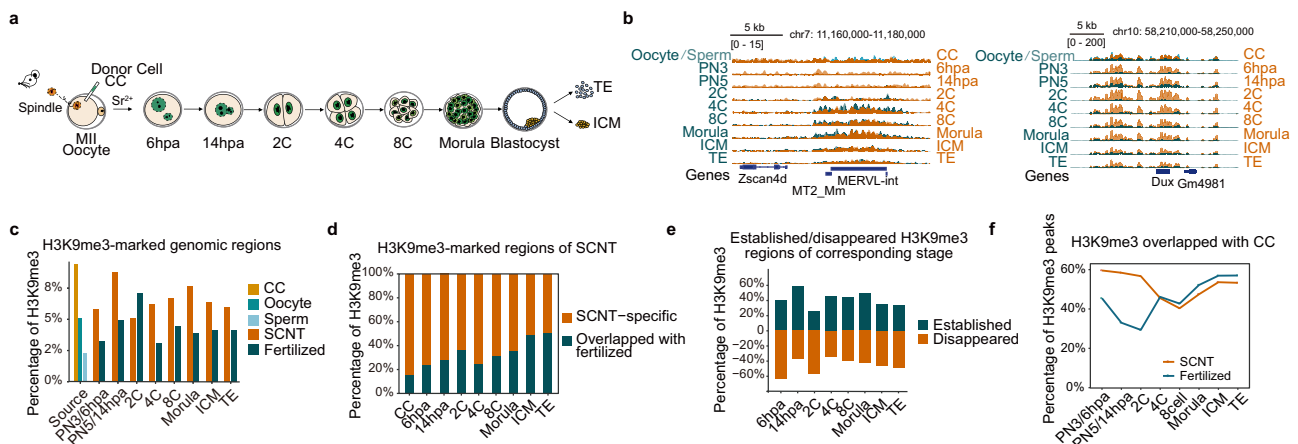 a
Donor Cell
CC
Spindle
Sr²⁺
MII
Oocyte
6hpa
14hpa
2C
4C
8C
Morula
Blastocyst
TE
ICM
b
5 kb
[0 - 15]
chr7: 11,160,000-11,180,000
Oocyte/Sperm
CC
PN3
6hpa
PN5
14hpa
2C
2C
4C
4C
8C
8C
Morula
Morula
ICM
ICM
TE
TE
Genes
Zscan4d
MT2_Mm
MERVL-int
5 kb
[0 - 200]
chr10: 58,210,000-58,250,000
Oocyte/Sperm
CC
PN3
6hpa
PN5
14hpa
2C
2C
4C
4C
8C
8C
Morula
Morula
ICM
ICM
TE
TE
Genes
Dux
Gm4981
c
H3K9me3-marked genomic regions
Percentage of H3K9me3
8%
5%
2%
0
CC
Oocyte
Sperm
SCNT
Fertilized
Source
PN3/6hpa
PN5/14hpa
2C
4C
8C
Morula
ICM
TE
d
H3K9me3-marked regions of SCNT
Percentage of H3K9me3
100%
80%
60%
40%
20%
0
SCNT−specific
Overlapped with
fertilized
CC
6hpa
14hpa
2C
4C
8C
Morula
ICM
TE
e
Established/disappeared H3K9me3
regions of corresponding stage
Percentage of H3K9me3
60%
40%
20%
0%
−20%
−40%
−60%
Established
Disappeared
6hpa
14hpa
2C
4C
8C
Morula
ICM
TE
f
H3K9me3 overlapped with CC
Percentage of H3K9me3 peaks
60%
40%
20%
0%
SCNT
Fertilized
PN3/6hpa
PN5/14hpa
2C
4C
8cell
Morula
ICM
TE